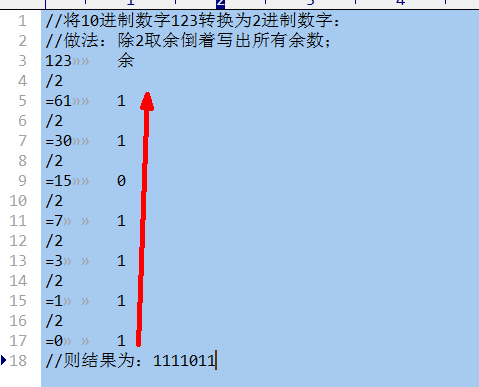 1 2 3 4
1 //将10进制数字123转换为2进制数字：
2 //做法：除2取余倒着写出所有余数；
3 123»» 余
4 /2
5 =61»» 1
6 /2
7 =30»» 1
8 /2
9 =15»» 0
10 /2
11 =7» » 1
12 /2
13 =3» » 1
14 /2
15 =1» » 1
16 /2
17 =0» » 1
18 //则结果为：1111011